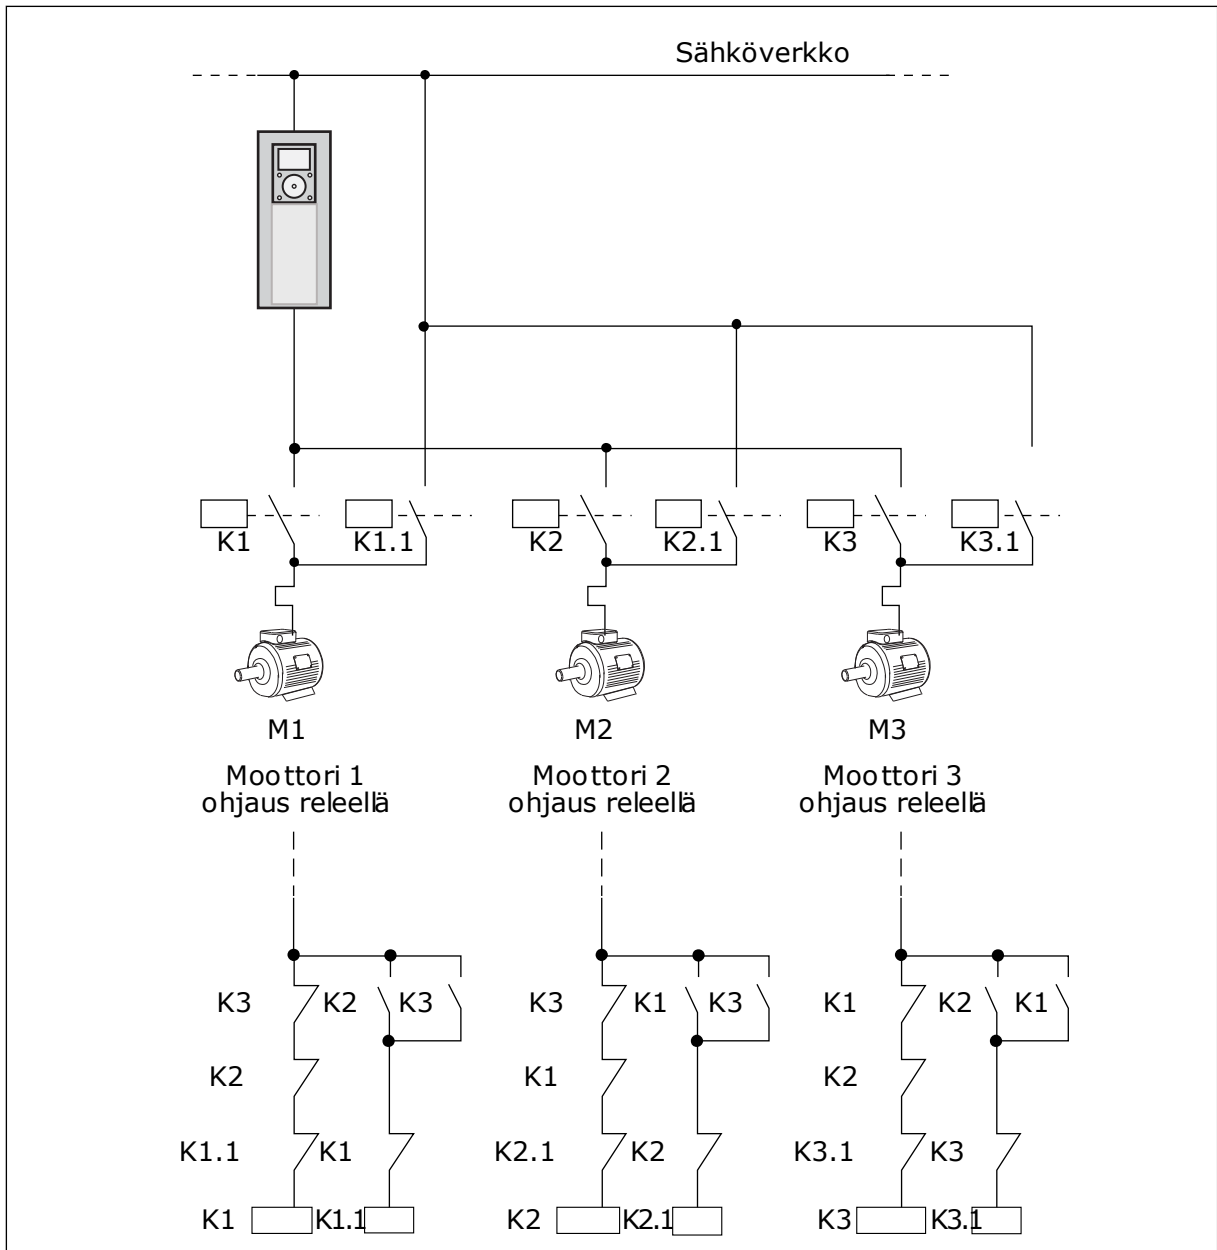 Sähköverkko
K1 K1.1 K2 K2.1 K3 K3.1
M1 M2 M3
Moottori 1 Moottori 2 Moottori 3
ohjaus releellä ohjaus releellä ohjaus releellä
K3 K2 K3 K3 K1 K3 K1 K2 K1
K2 K1 K2
K1.1 K1 K2.1 K2 K3.1 K3
K1 K1.1 K2 K2.1 K3 K3.1